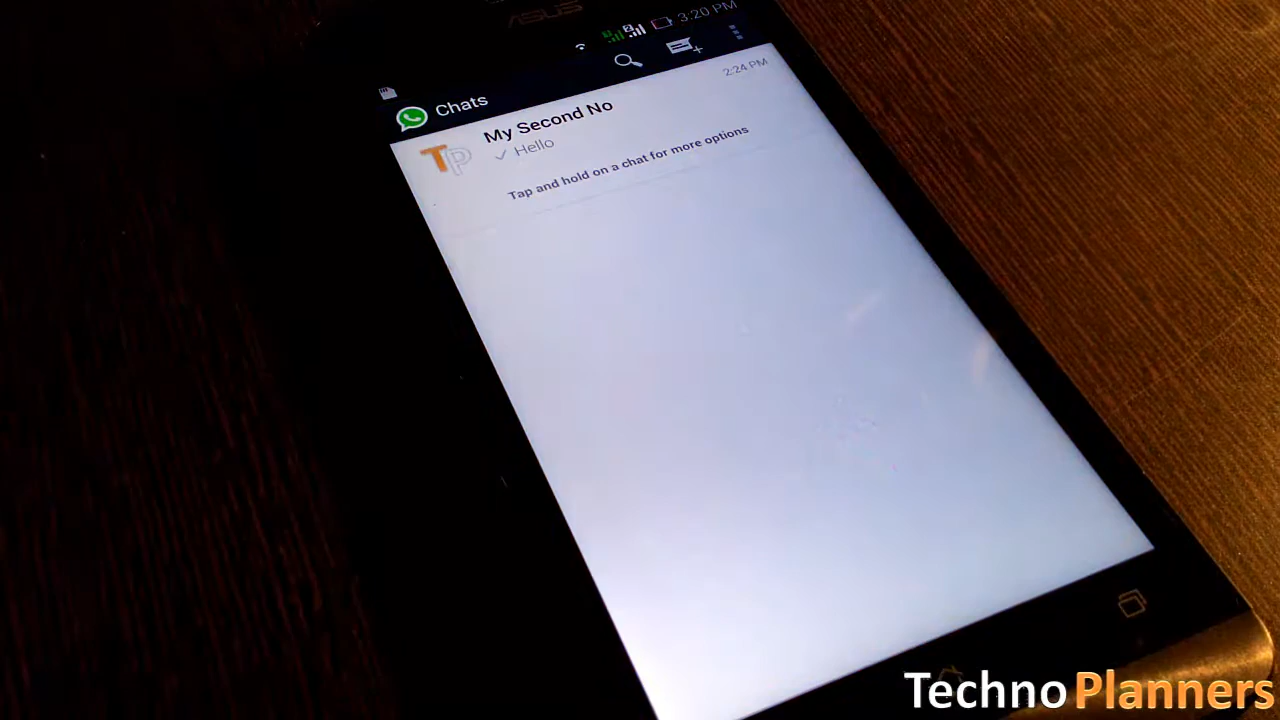 ASUS
3:20 PM
Chats
My Second No
2:24 PM
TP
Hello
Tap and hold on a chat for more options
TechnoPlanners